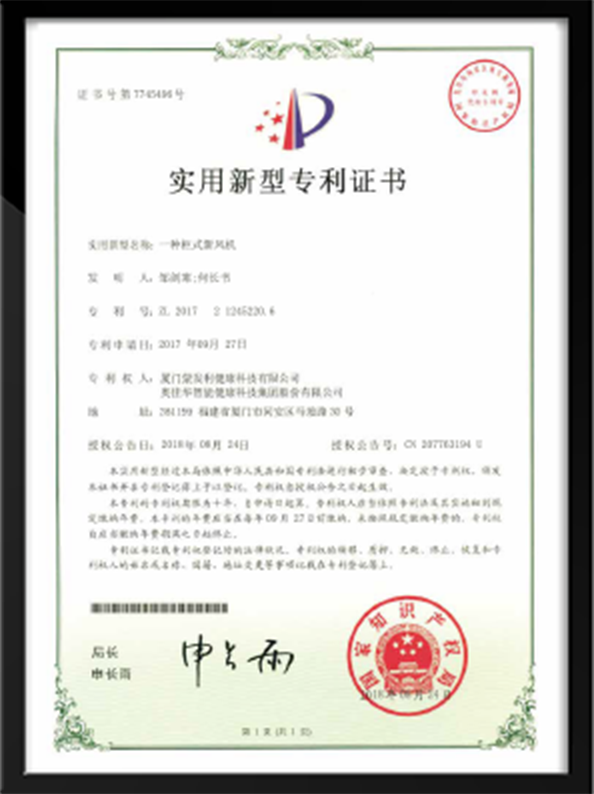 证书号第7745496号
实用新型专利证书
实用新型名称：一种柜式新风机
发 明 人：邹剑寒;何长书
专 利 号：ZL 2017 2 1245220.6
专利申请日：2017年09月27日
专 利 权 人：厦门蒙发利健康科技有限公司
奥佳华智能健康科技集团股份有限公司
地 址：361199 福建省厦门市同安区马池路30号
授权公告日：2018年08月24日 授权公告号：CN 207763194 U
本实用新型经过本局依照中华人民共和国专利法进行初步审查，决定授予专利权，颁发
本证书并在专利登记簿上予以登记。专利权自授权公告之日起生效。
本专利的专利权期限为十年，自申请日起算。专利权人应当依照专利法及其实施细则规
定缴纳年费。本专利的年费应当在每年09月27日前缴纳。未按照规定缴纳年费的，专利权
自应当缴纳年费期满之日起终止。
专利证书记载专利权登记时的法律状况。专利权的转移、质押、无效、终止、恢复和专
利权人的姓名或名称、国籍、地址变更等事项记载在专利登记簿上。
局长
申长雨
申长雨
国家知识产权局
2018年08月24日
第1页(共1页)